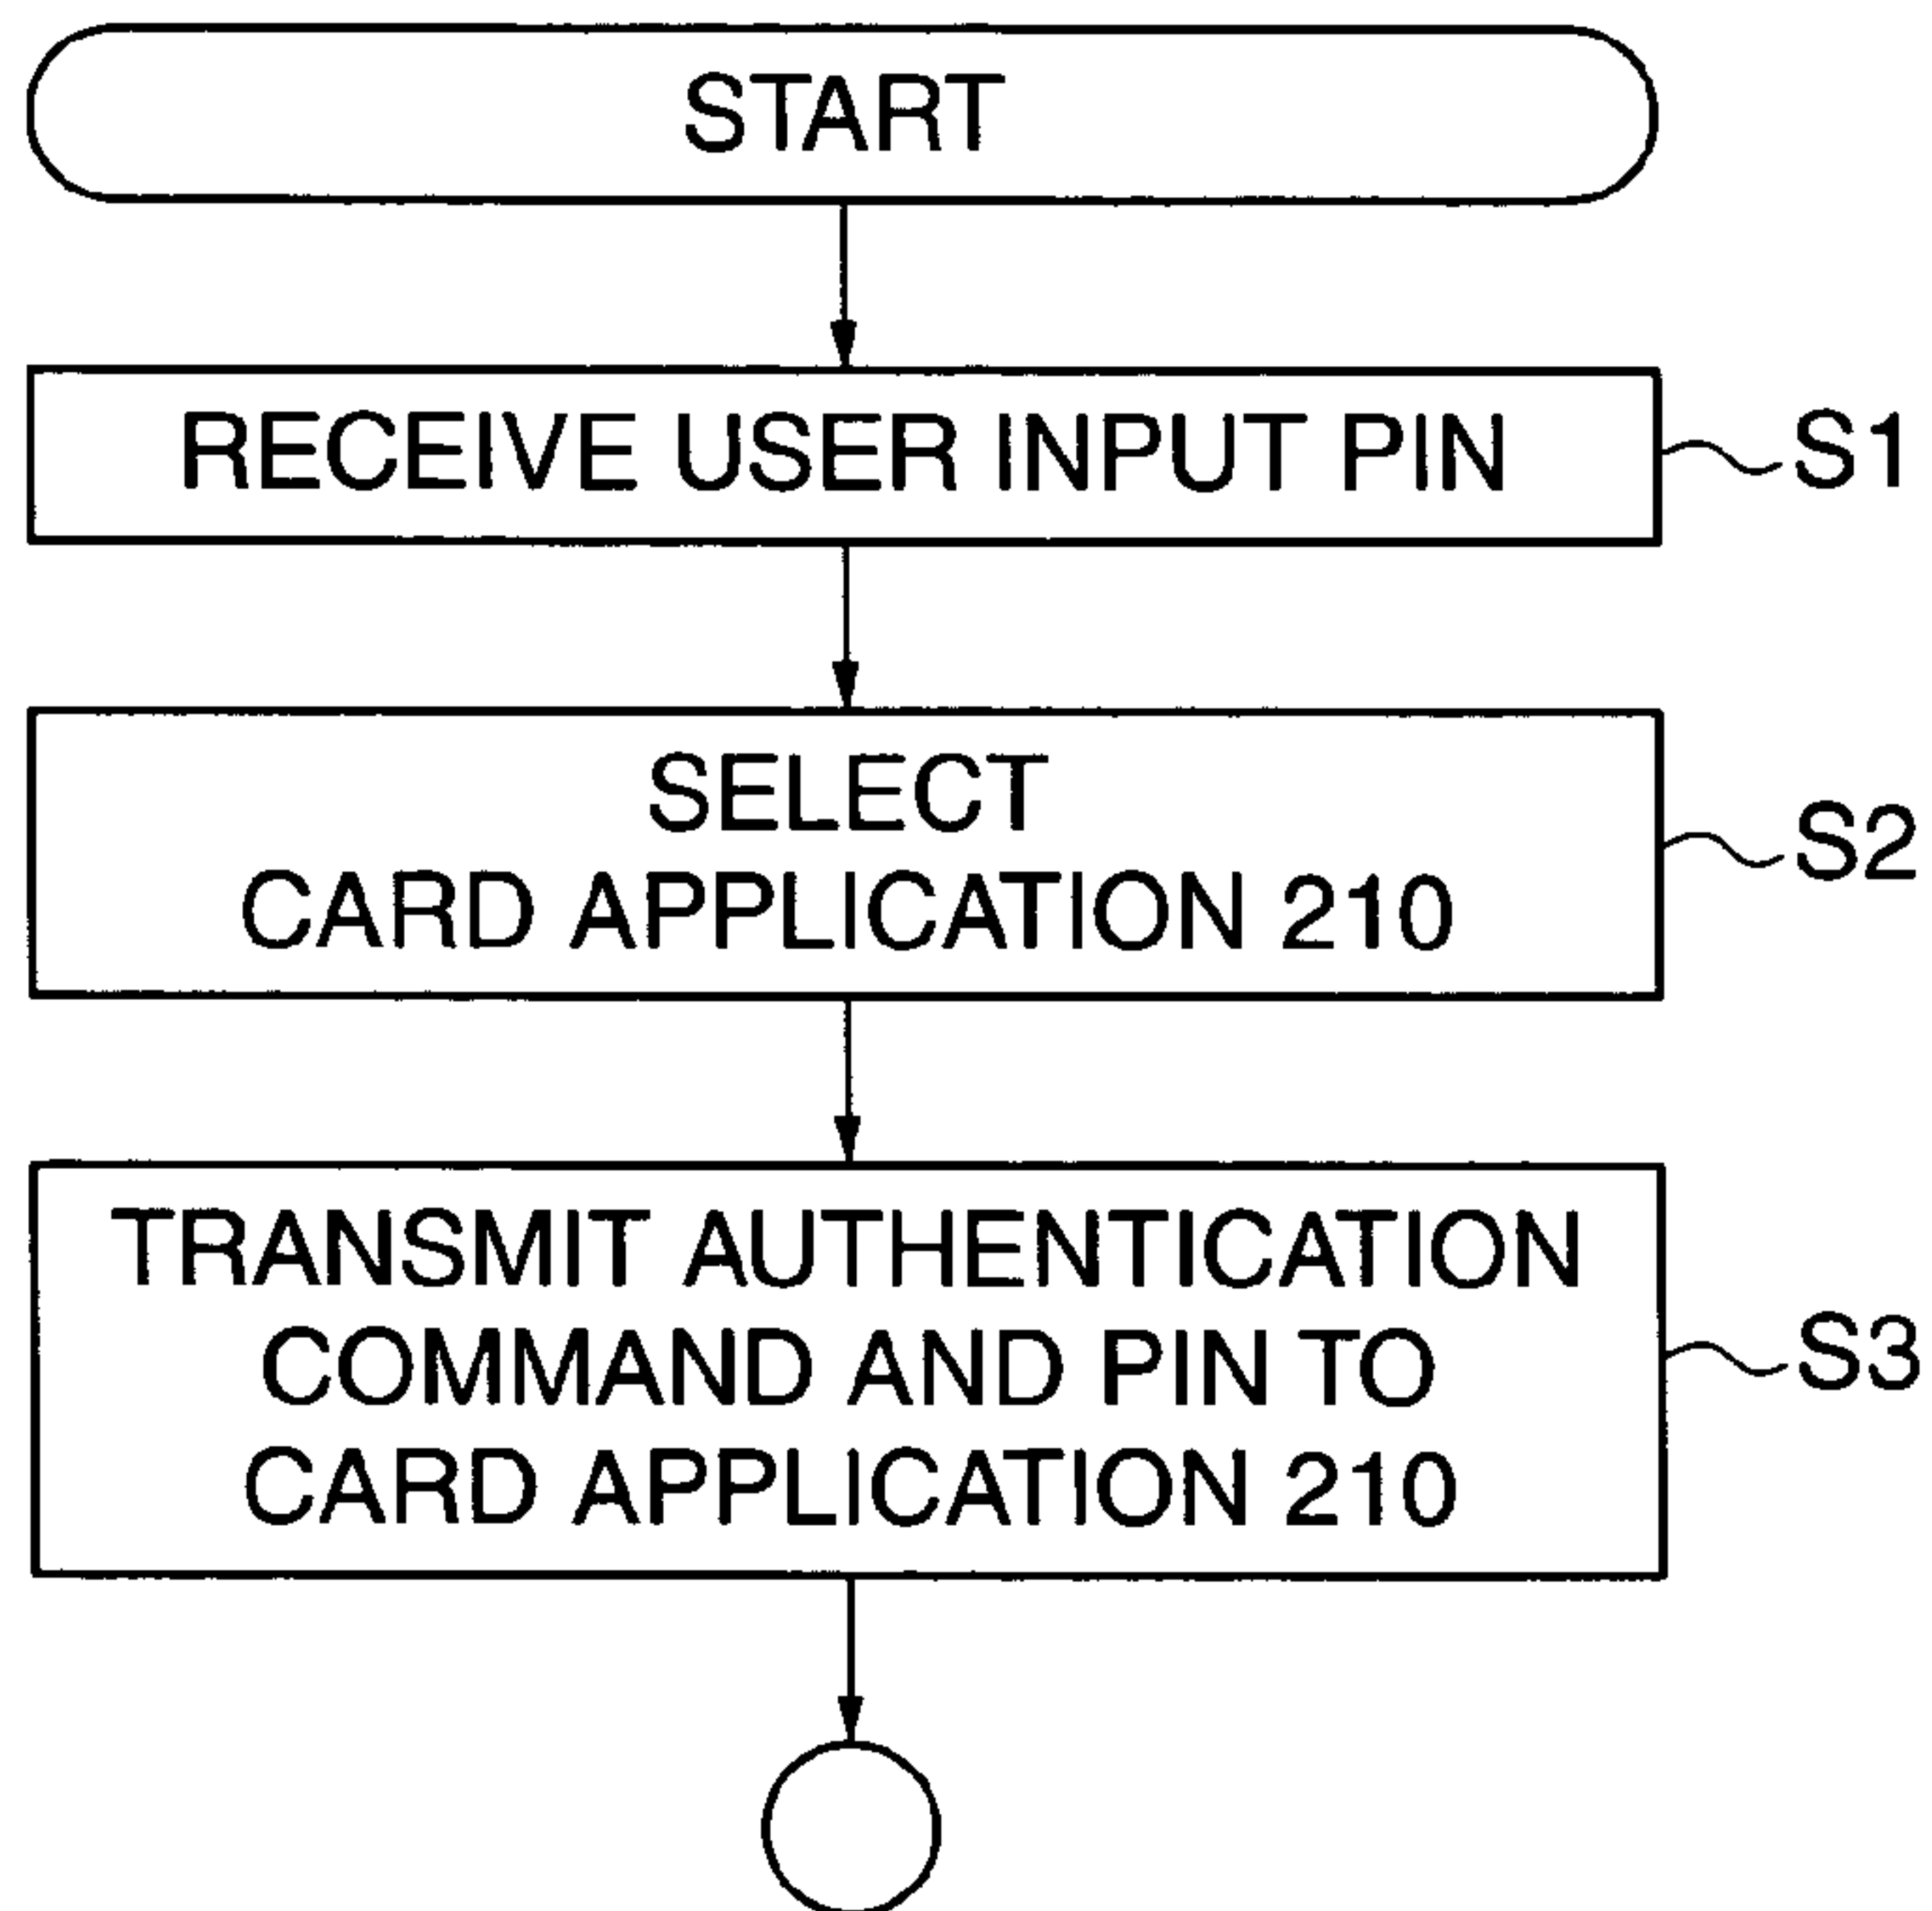 START
RECEIVE USER INPUT PIN
S1
SELECT
CARD APPLICATION 210
S2
TRANSMIT AUTHENTICATION
COMMAND AND PIN TO
CARD APPLICATION 210
S3